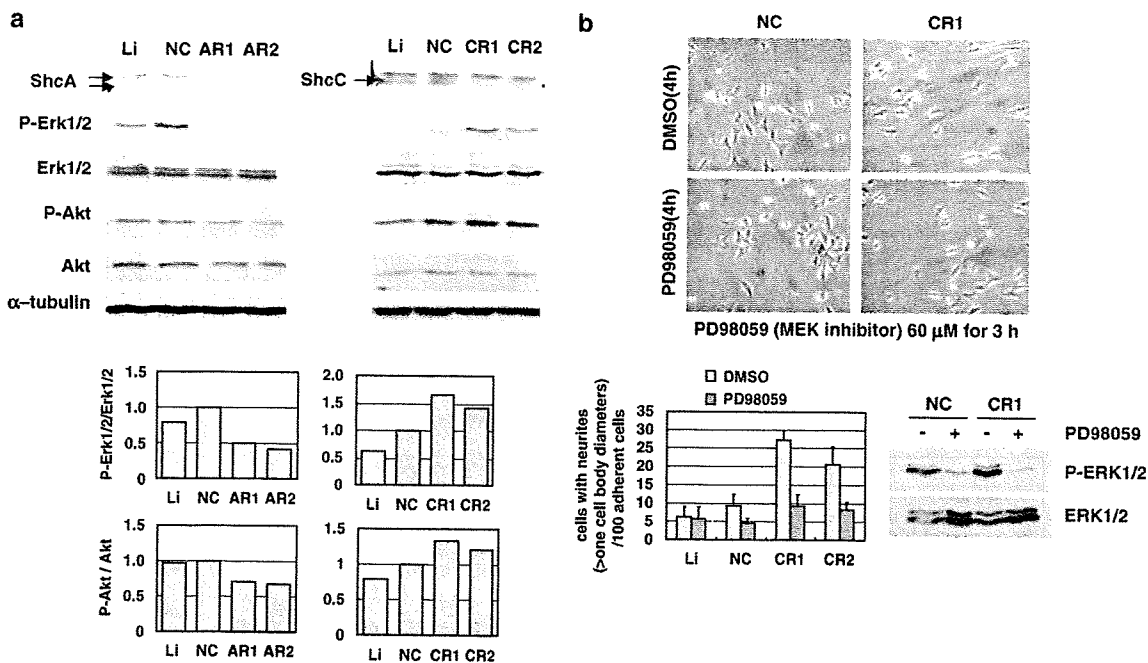 a
Li NC AR1 AR2
ShcA
P-Erk1/2
Erk1/2
P-Akt
Akt
α–tubulin
Li NC CR1 CR2
ShcC
P-Erk1/2/Erk1/2
1.5
1.0
0.5
0
Li NC AR1 AR2
2.0
1.5
1.0
0.5
0
Li NC CR1 CR2
P-Akt / Akt
1.5
1.0
0.5
0
Li NC AR1 AR2
1.5
1
0.5
0
Li NC CR1 CR2
b
NC CR1
DMSO(4h)
PD98059(4h)
PD98059 (MEK inhibitor) 60 μM for 3 h
DMSO
PD98059
cells with neurites
(>one cell body diameters)
/100 adherent cells
35
30
25
20
15
10
5
0
Li NC CR1 CR2
NC CR1
- + - + PD98059
P-ERK1/2
ERK1/2